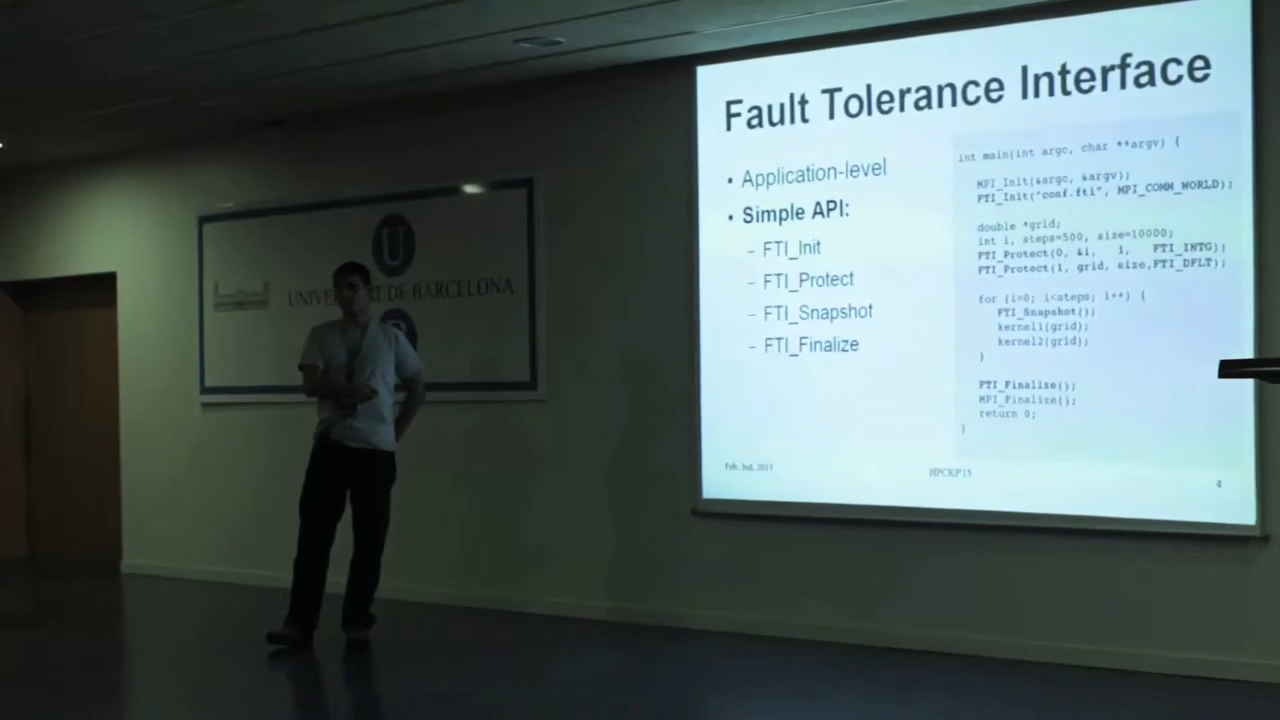 U
UNIVERSITAT DE BARCELONA
Fault Tolerance Interface
• Application-level
• Simple API:
– FTI_Init
– FTI_Protect
– FTI_Snapshot
– FTI_Finalize
int main(int argc, char **argv) {
MPI_Init(&argc, &argv);
FTI_Init("conf.fti", MPI_COMM_WORLD);
double *grid;
int i, steps=500, size=10000;
FTI_Protect(0, &i, 1, FTI_INTG);
FTI_Protect(1, grid, size,FTI_DFLT);
for (i=0; i<steps; i++) {
FTI_Snapshot();
kernel1(grid);
kernel2(grid);
}
FTI_Finalize();
MPI_Finalize();
return 0;
}
HPCKP'15
4